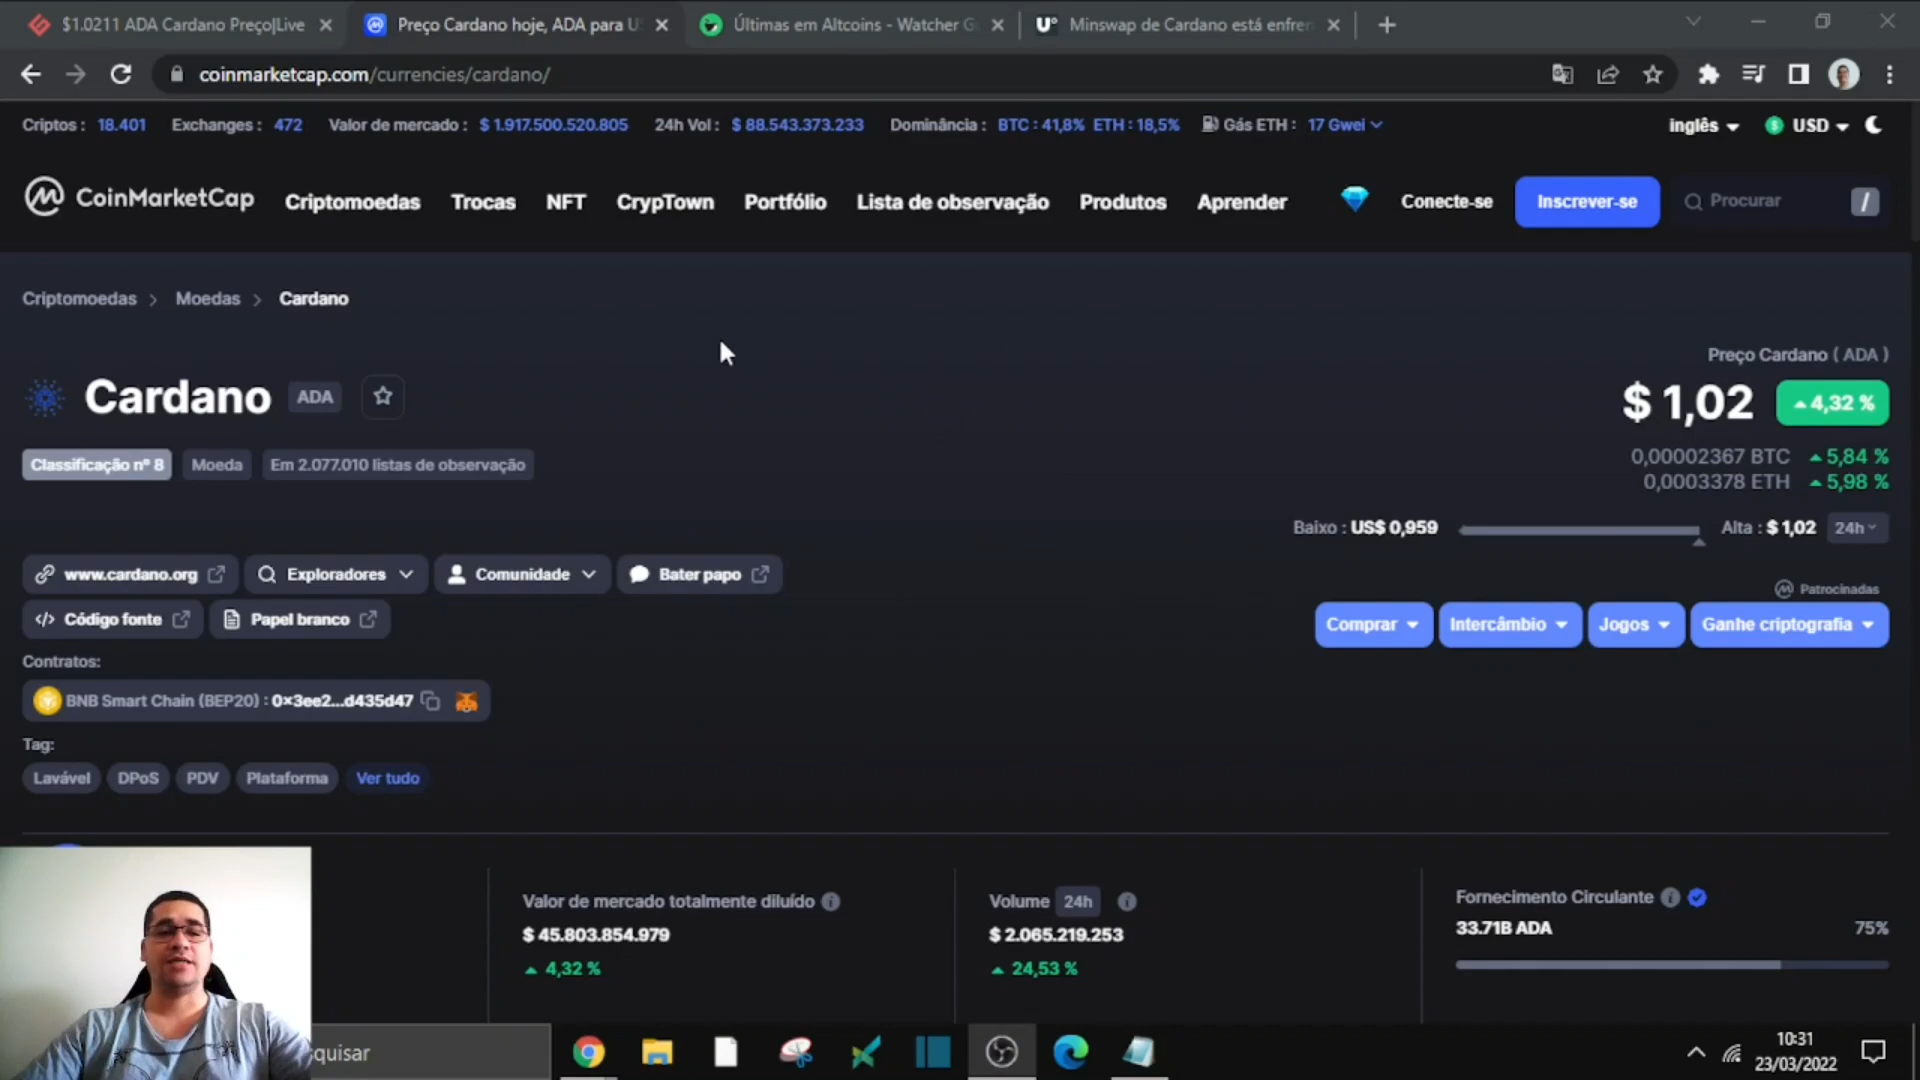 $1.0211 ADA Cardano Preço|Live
Preço Cardano hoje, ADA para U
Últimas em Altcoins - Watcher G
U°
Minswap de Cardano está enfren
coinmarketcap.com/currencies/cardano/
Criptos : 18.401 Exchanges : 472 Valor de mercado : $ 1.917.500.520.805 24h Vol : $ 88.543.373.233 Dominância : BTC : 41,8% ETH : 18,5% Gás ETH : 17 Gwei
inglês USD
CoinMarketCap Criptomoedas Trocas NFT CrypTown Portfólio Lista de observação Produtos Aprender Conecte-se Inscrever-se Procurar /
Criptomoedas > Moedas > Cardano
Preço Cardano ( ADA )
Cardano ADA
$ 1,02 4,32 %
Classificação nº 8 Moeda Em 2.077.010 listas de observação
0,00002367 BTC 5,84 %
0,0003378 ETH 5,98 %
Baixo : US$ 0,959 Alta : $ 1,02 24h
www.cardano.org Exploradores Comunidade Bater papo
Patrocinadas
</> Código fonte Papel branco
Comprar Intercâmbio Jogos Ganhe criptografia
Contratos:
BNB Smart Chain (BEP20) : 0x3ee2...d435d47
Tag:
Lavável DPoS PDV Plataforma Ver tudo
Valor de mercado totalmente diluído
$ 45.803.854.979
4,32 %
Volume 24h
$ 2.065.219.253
24,53 %
Fornecimento Circulante
33.71B ADA 75%
quisar
10:31
23/03/2022